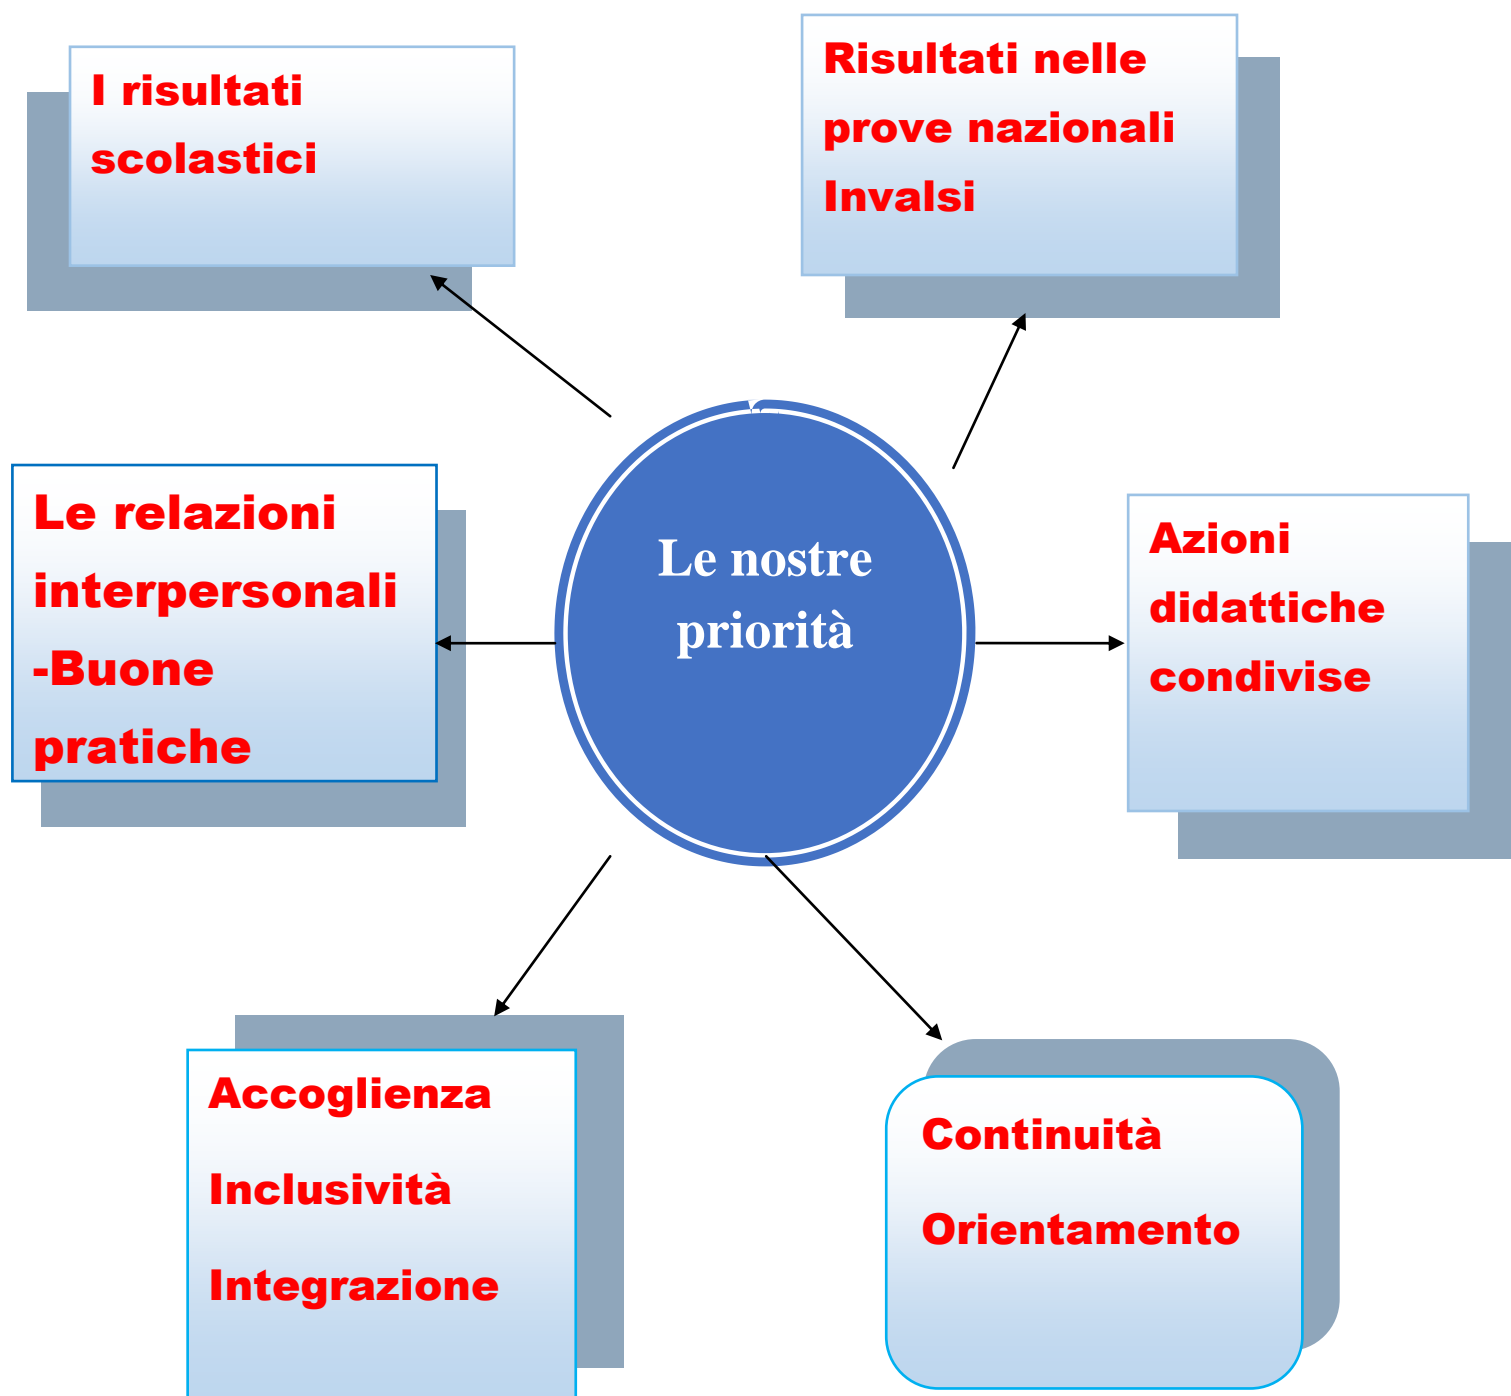 I risultati
scolastici
Risultati nelle
prove nazionali
Invalsi
Le relazioni
interpersonali
-Buone
pratiche
Le nostre
priorità
Azioni
didattiche
condivise
Accoglienza
Inclusività
Integrazione
Continuità
Orientamento